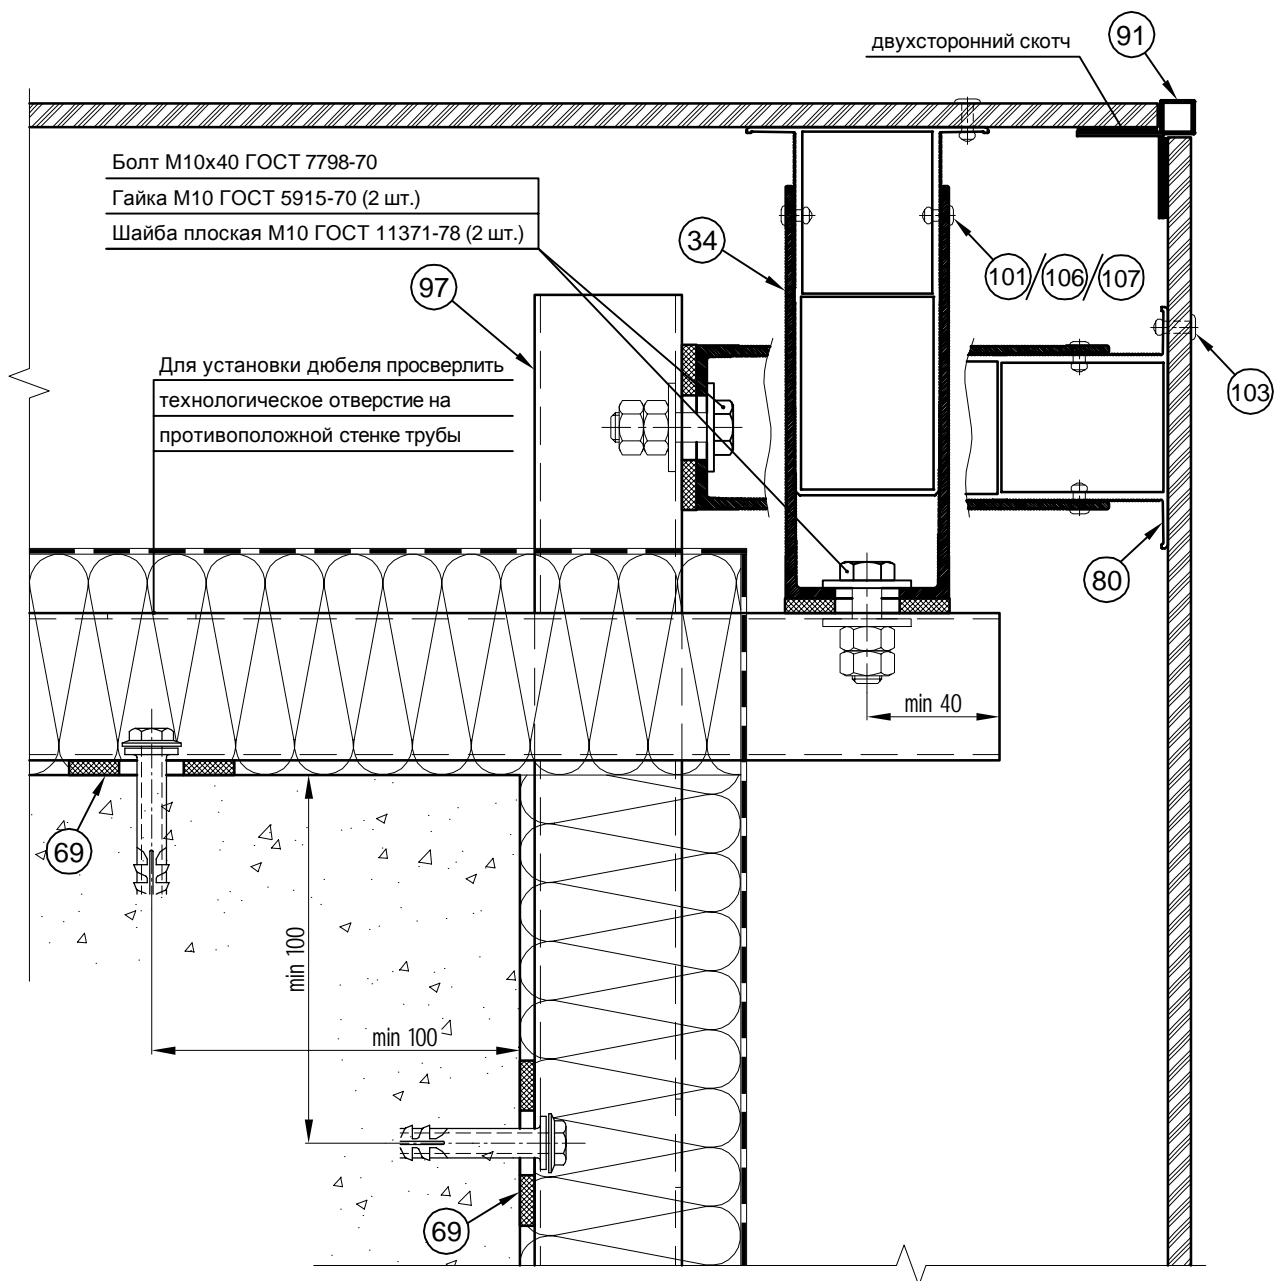 двухсторонний скотч
91
Болт М10х40 ГОСТ 7798-70
Гайка М10 ГОСТ 5915-70 (2 шт.)
Шайба плоская М10 ГОСТ 11371-78 (2 шт.)
34
101/106/107
97
Для установки дюбеля просверлить
технологическое отверстие на
противоположной стенке трубы
103
80
min 40
69
min 100
min 100
69